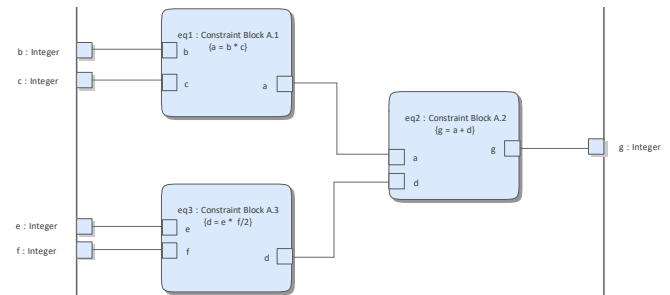 eq1 : Constraint Block A.1
{a = b * c}
b : Integer
b
c : Integer
c
a
eq2 : Constraint Block A.2
{g = a + d}
g
g : Integer
a
d
eq3 : Constraint Block A.3
{d = e * f/2}
e : Integer
e
f : Integer
f
d